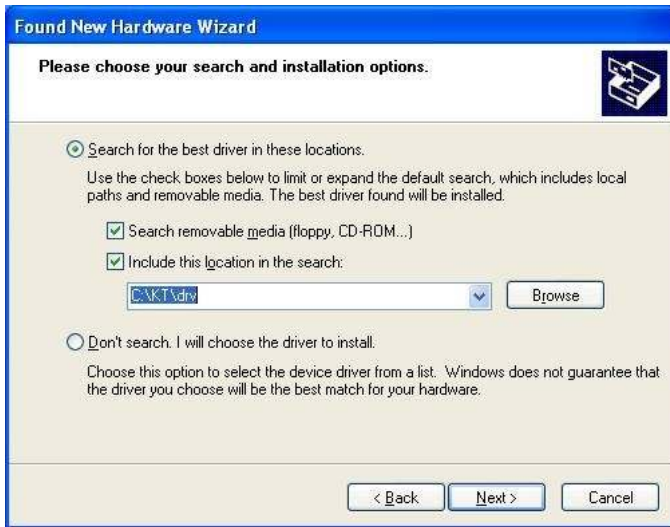 Found New Hardware Wizard
Please choose your search and installation options.
Search for the best driver in these locations.
Use the check boxes below to limit or expand the default search, which includes local
paths and removable media. The best driver found will be installed.
Search removable media (floppy, CD-ROM...)
Include this location in the search:
C:\KT\drv
Browse
Don't search. I will choose the driver to install.
Choose this option to select the device driver from a list. Windows does not guarantee that
the driver you choose will be the best match for your hardware.
< Back
Next >
Cancel